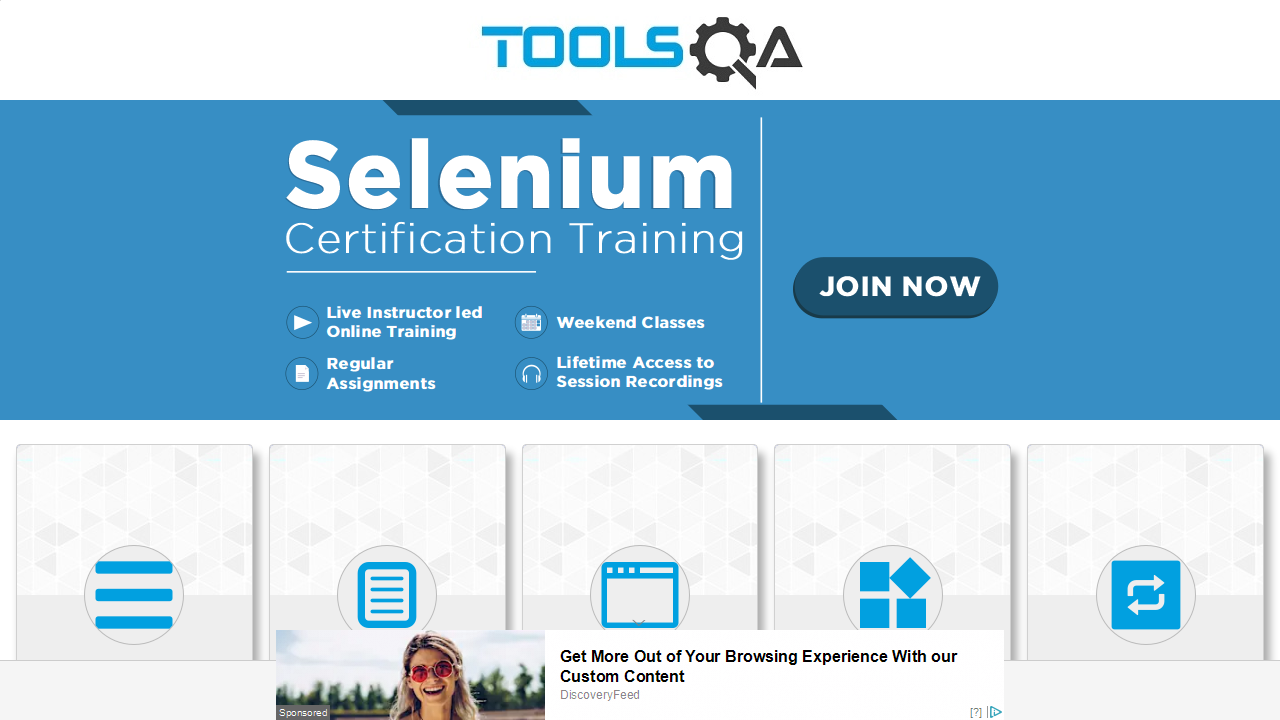 TOOLSQA
Selenium
Certification Training
Live Instructor led
Online Training
Weekend Classes
Regular
Assignments
Lifetime Access to
Session Recordings
JOIN NOW
Get More Out of Your Browsing Experience With our
Custom Content
DiscoveryFeed
Sponsored
[?]